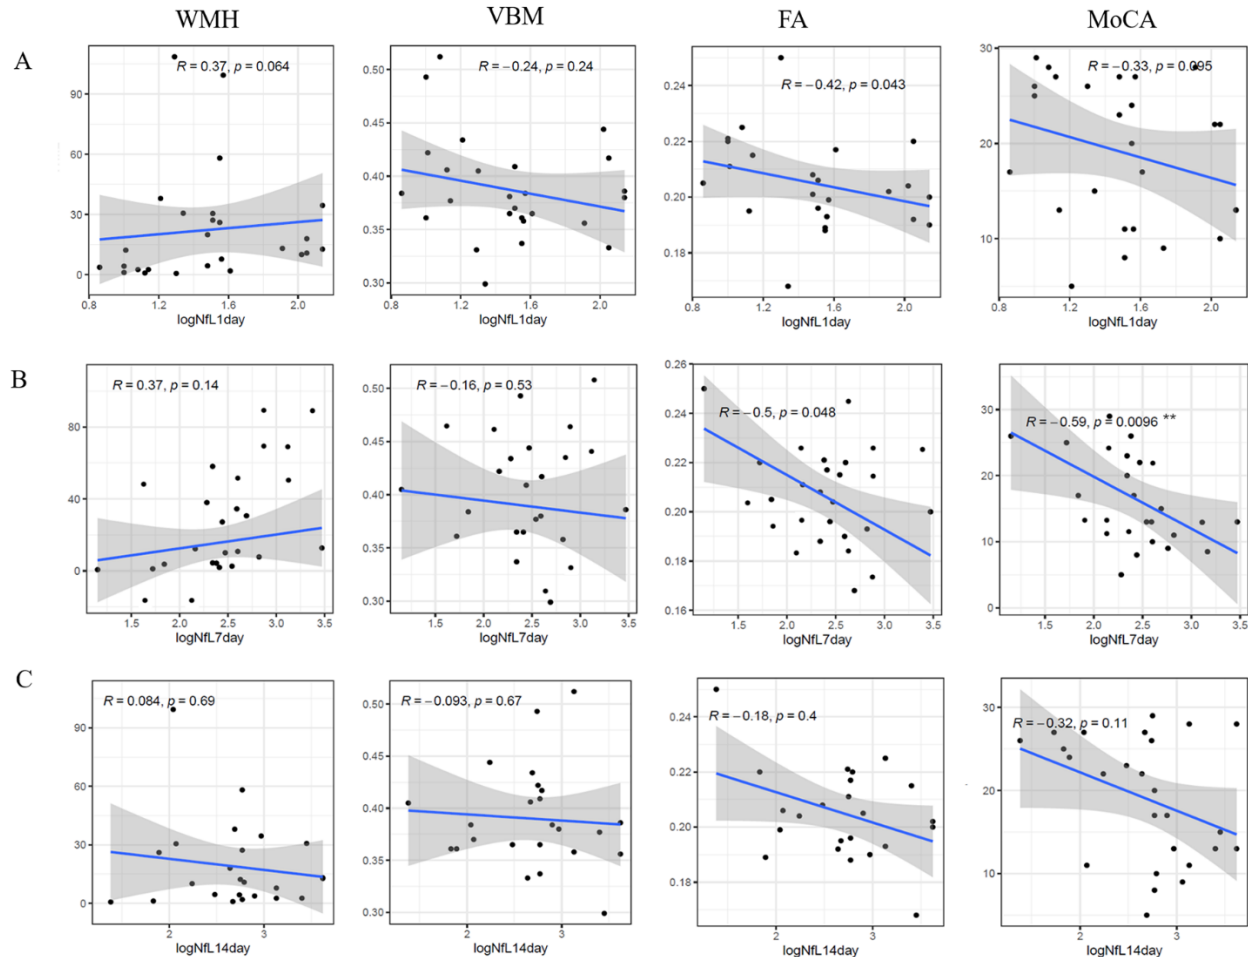 WMH VBM FA MoCA
A
R = 0.37, p = 0.064
R = −0.24, p = 0.24
R = −0.42, p = 0.043
R = −0.33, p = 0.095
90
60
30
0
0.50
0.45
0.40
0.35
0.30
0.24
0.22
0.20
0.18
30
20
10
0.8 1.2 1.6 2.0
0.8 1.2 1.6 2.0
0.8 1.2 1.6 2.0
0.8 1.2 1.6 2.0
logNfL1day
logNfL1day
logNfL1day
logNfL1day
B
R = 0.37, p = 0.14
R = −0.16, p = 0.53
R = −0.5, p = 0.048
R = −0.59, p = 0.0096 **
80
40
0
0.50
0.45
0.40
0.35
0.30
0.26
0.24
0.22
0.20
0.18
0.16
30
20
10
0
1.0 1.5 2.0 2.5 3.0 3.5
1.5 2.0 2.5 3.0 3.5
1.5 2.0 2.5 3.0 3.5
1.5 2.0 2.5 3.0 3.5
logNfL7day
logNfL7day
logNfL7day
logNfL7day
C
R = 0.084, p = 0.69
R = −0.093, p = 0.67
R = −0.18, p = 0.4
R = −0.32, p = 0.11
90
60
30
0
0.50
0.45
0.40
0.35
0.30
0.24
0.22
0.20
0.18
30
20
10
2 3
2 3
2 3
2 3
logNfL14day
logNfL14day
logNfL14day
logNfL14day